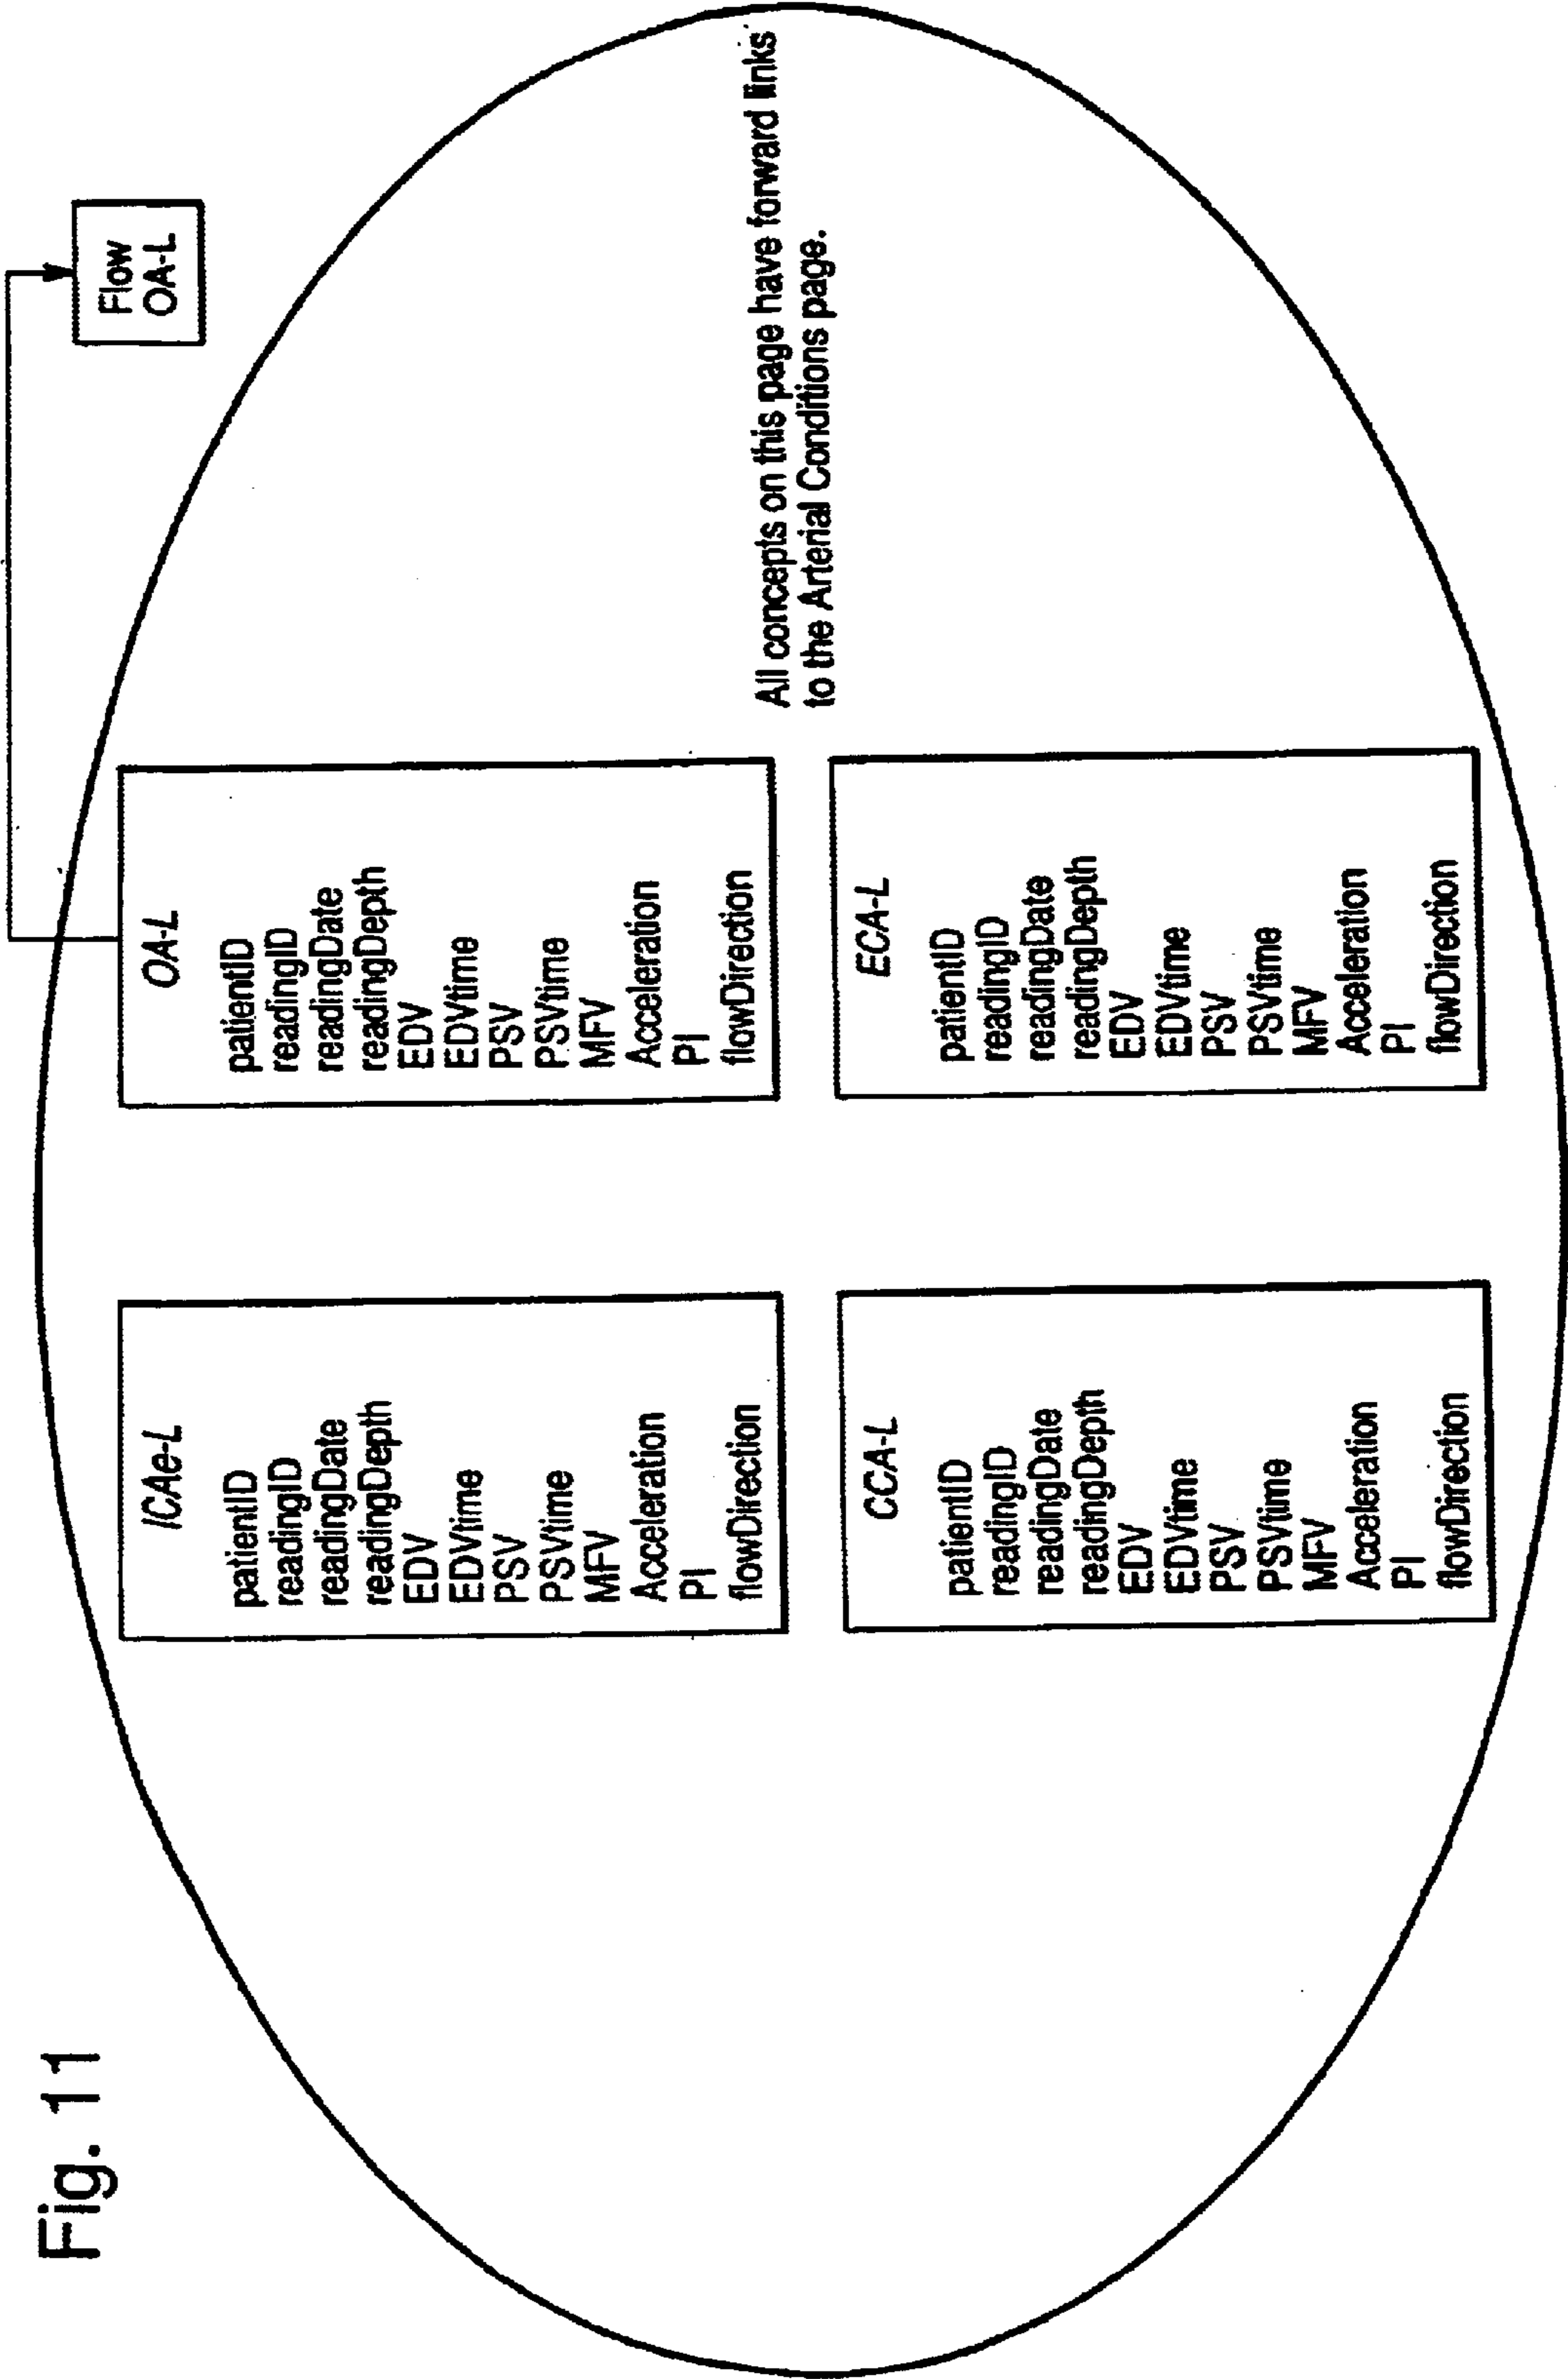 Fig. 11
Flow
OA-L
ICAe-L
patientID
readingID
readingDate
readingDepth
EDV
EDVtime
PSV
PSVtime
MFV
Acceleration
PI
flowDirection
OA-L
patientID
readingID
readingDate
readingDepth
EDV
EDVtime
PSV
PSVtime
MFV
Acceleration
PI
flowDirection
All concepts on this page have forward links
to the Arterial Conditions page.
CCA-L
patientID
readingID
readingDate
readingDepth
EDV
EDVtime
PSV
PSVtime
MFV
Acceleration
PI
flowDirection
ECA-L
patientID
readingID
readingDate
readingDepth
EDV
EDVtime
PSV
PSVtime
MFV
Acceleration
PI
flowDirection